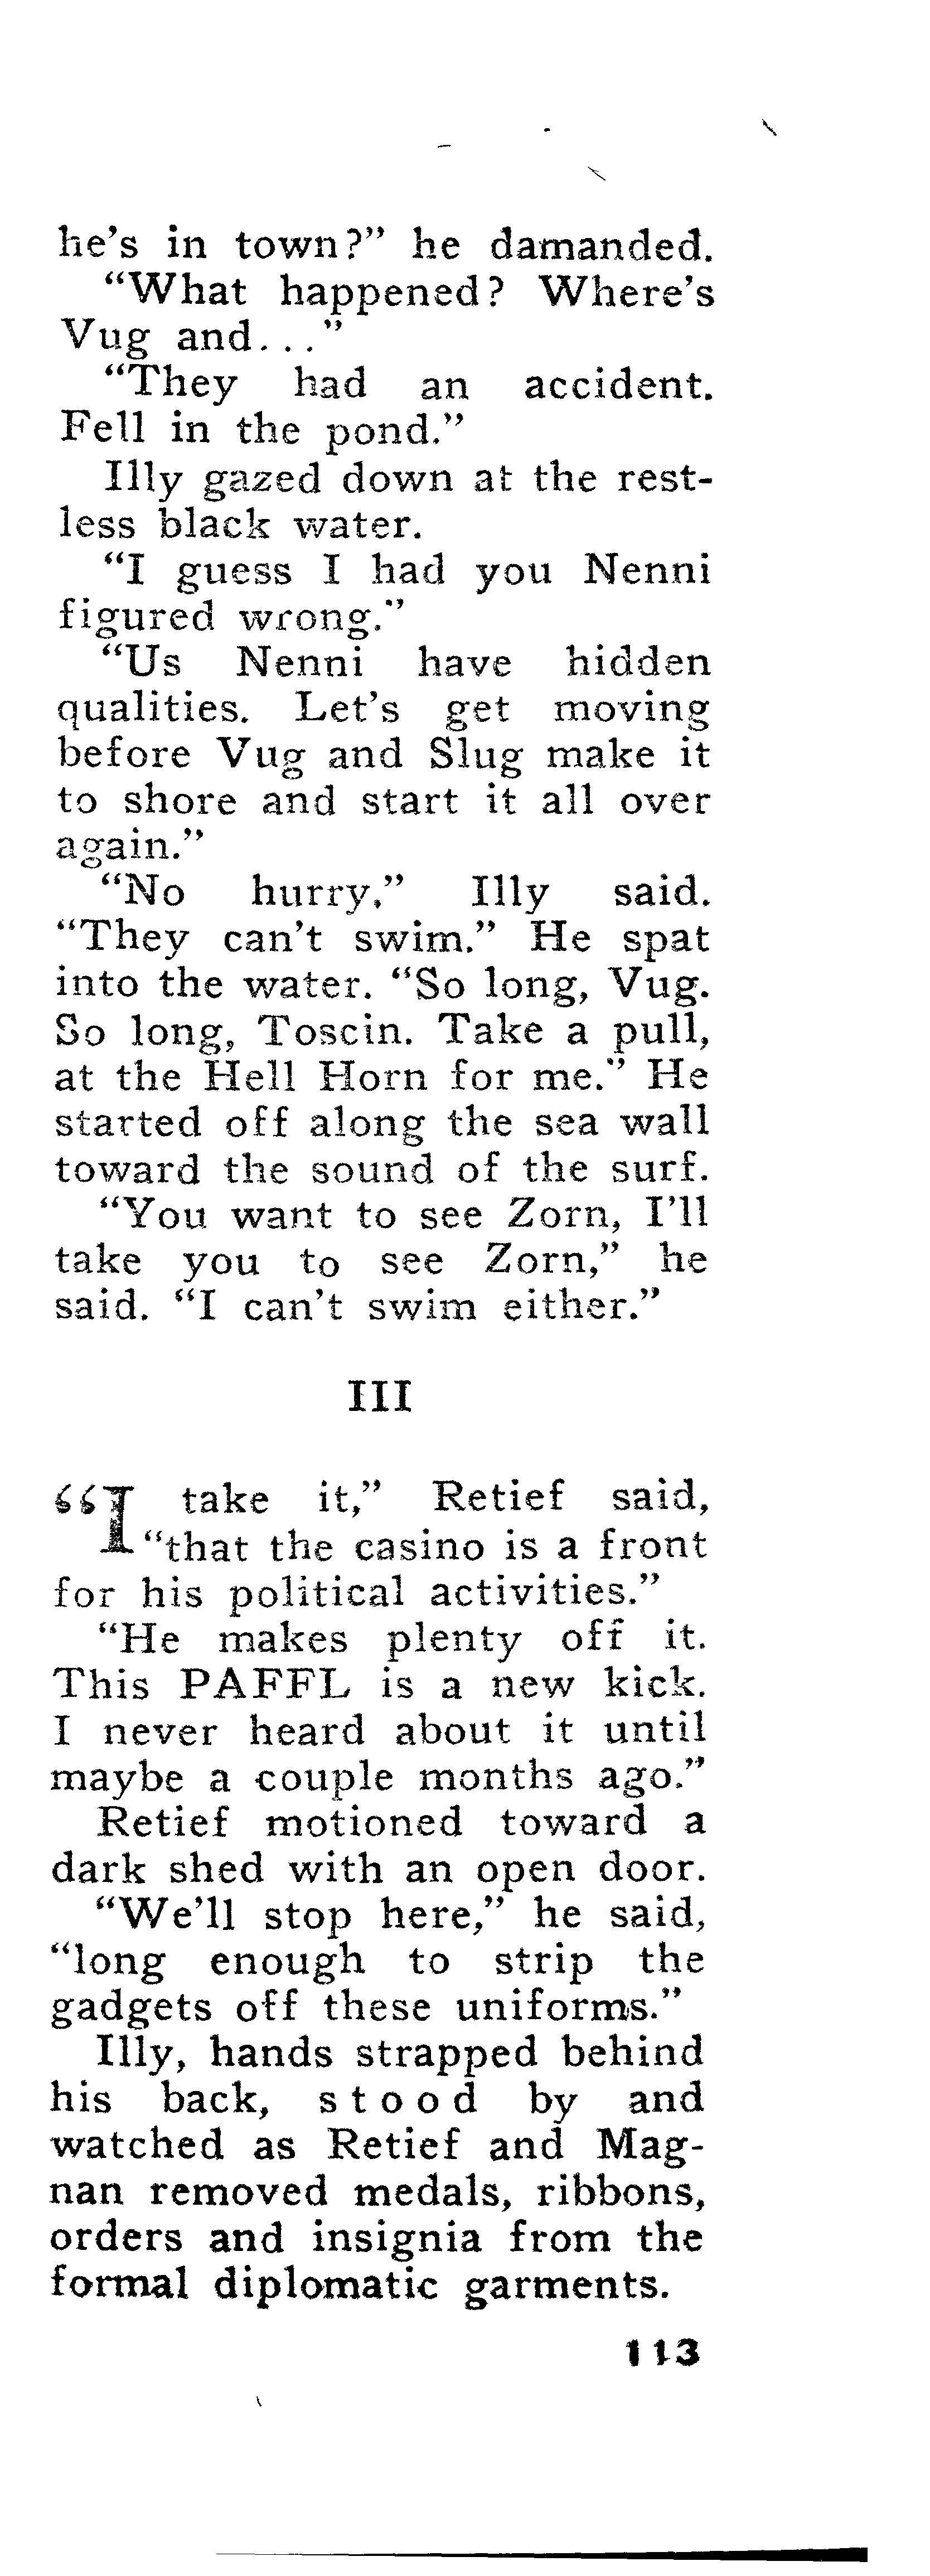 he's in town?” he damanded.
“What happened? Where's
Vug and...”
“They had an accident.
Fell in the pond.”
Illy gazed down at the rest-
less black water.
“I guess I had you Nenni
figured wrong.”
“Us Nenni have hidden
qualities. Let's get moving
before Vug and Slug make it
to shore and start it all over
again.”
“No hurry,” Illy said.
“They can't swim.” He spat
into the water. “So long, Vug.
So long, Toscin. Take a pull,
at the Hell Horn for me.” He
started off along the sea wall
toward the sound of the surf.
“You want to see Zorn, I'll
take you to see Zorn,” he
said. “I can't swim either.”
III
“I take it,” Retief said,
“that the casino is a front
for his political activities.”
“He makes plenty off it.
This PAFFL is a new kick.
I never heard about it until
maybe a couple months ago.”
Retief motioned toward a
dark shed with an open door.
“We'll stop here,” he said,
“long enough to strip the
gadgets off these uniforms.”
Illy, hands strapped behind
his back, stood by and
watched as Retief and Mag-
nan removed medals, ribbons,
orders and insignia from the
formal diplomatic garments.
113